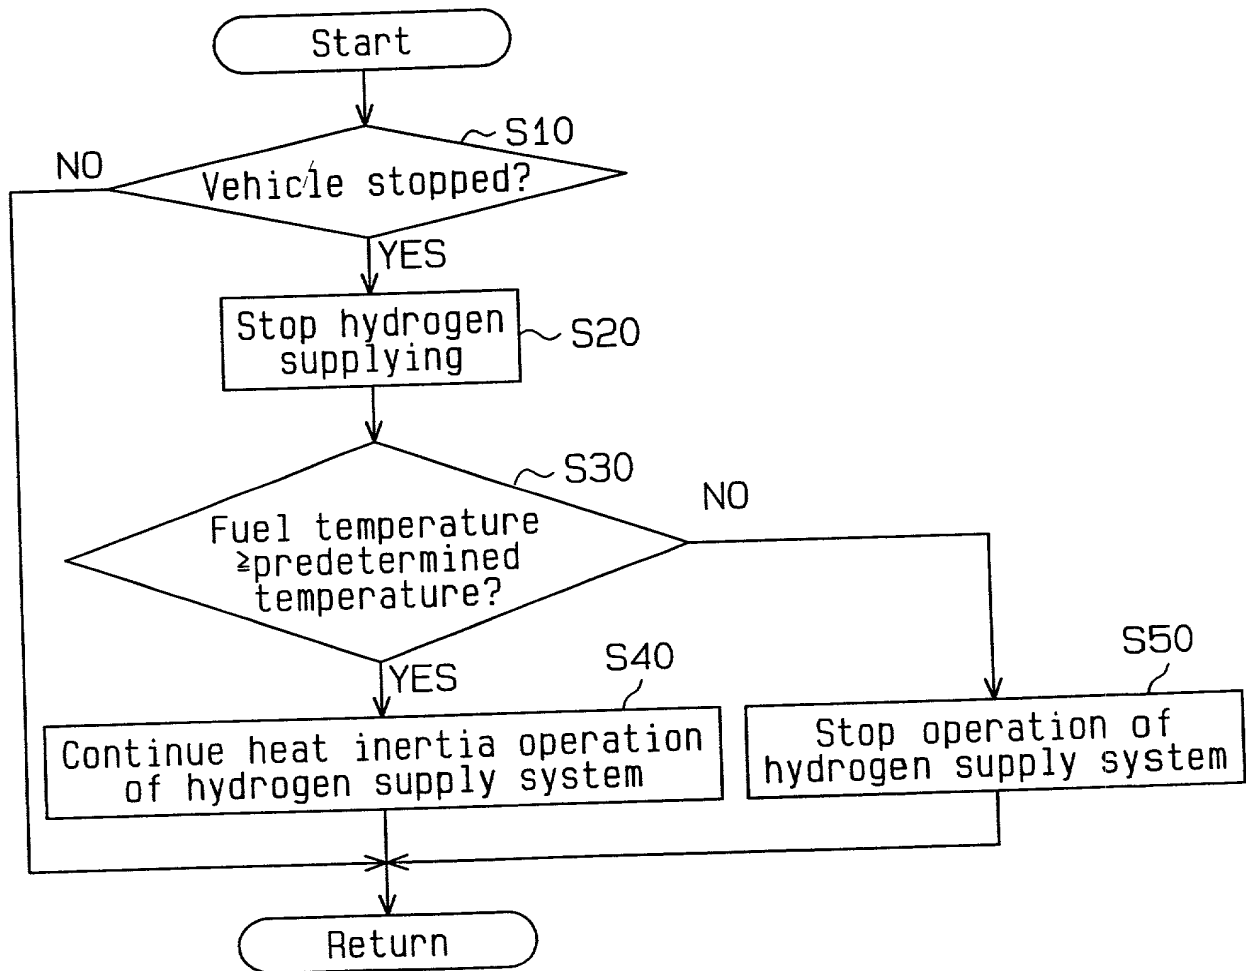 Start
S10
NO
Vehicle stopped?
YES
Stop hydrogen
supplying
S20
S30
NO
Fuel temperature
≧predetermined
temperature?
YES
S40
S50
Continue heat inertia operation
of hydrogen supply system
Stop operation of
hydrogen supply system
Return